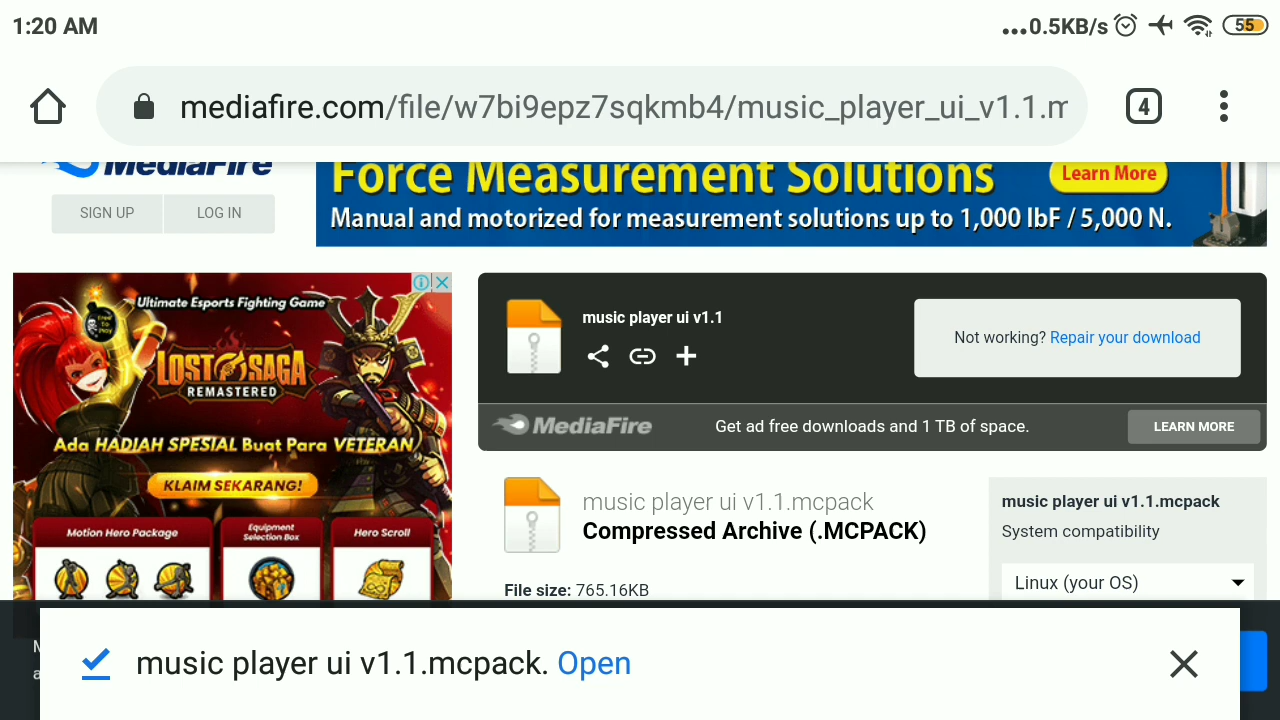 1:20 AM
...0.5KB/s
55
mediafire.com/file/w7bi9epz7sqkmb4/music_player_ui_v1.1.m
4
MediaFire
SIGN UP
LOG IN
Force Measurement Solutions
Learn More
Manual and motorized for measurement solutions up to 1,000 lbF / 5,000 N.
Ultimate Esports Fighting Game
Free to Play
LOST SAGA
REMASTERED
Ada HADIAH SPESIAL Buat Para VETERAN
KLAIM SEKARANG!
Motion Hero Package
Equipment
Selection Box
Hero Scroll
music player ui v1.1
Not working? Repair your download
MediaFire
Get ad free downloads and 1 TB of space.
LEARN MORE
music player ui v1.1.mcpack
Compressed Archive (.MCPACK)
File size: 765.16KB
music player ui v1.1.mcpack
System compatibility
Linux (your OS)
music player ui v1.1.mcpack. Open